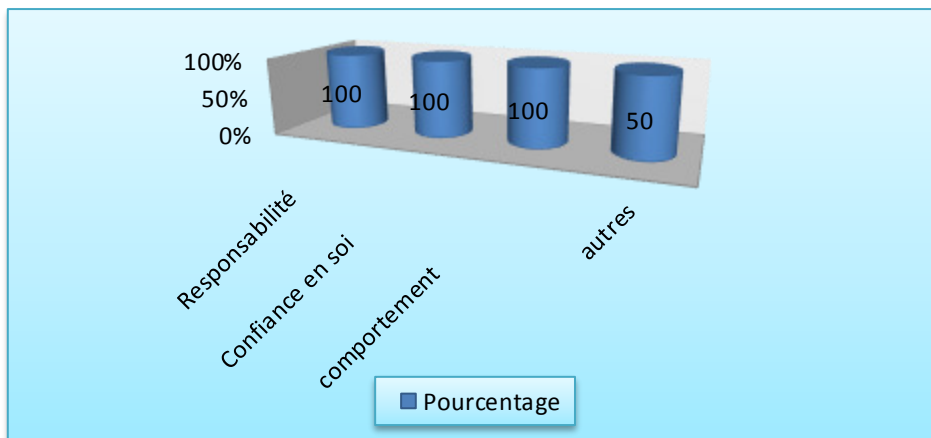 100%
50%
0%
100
100
100
50
Responsabilité
Confiance en soi
comportement
autres
Pourcentage